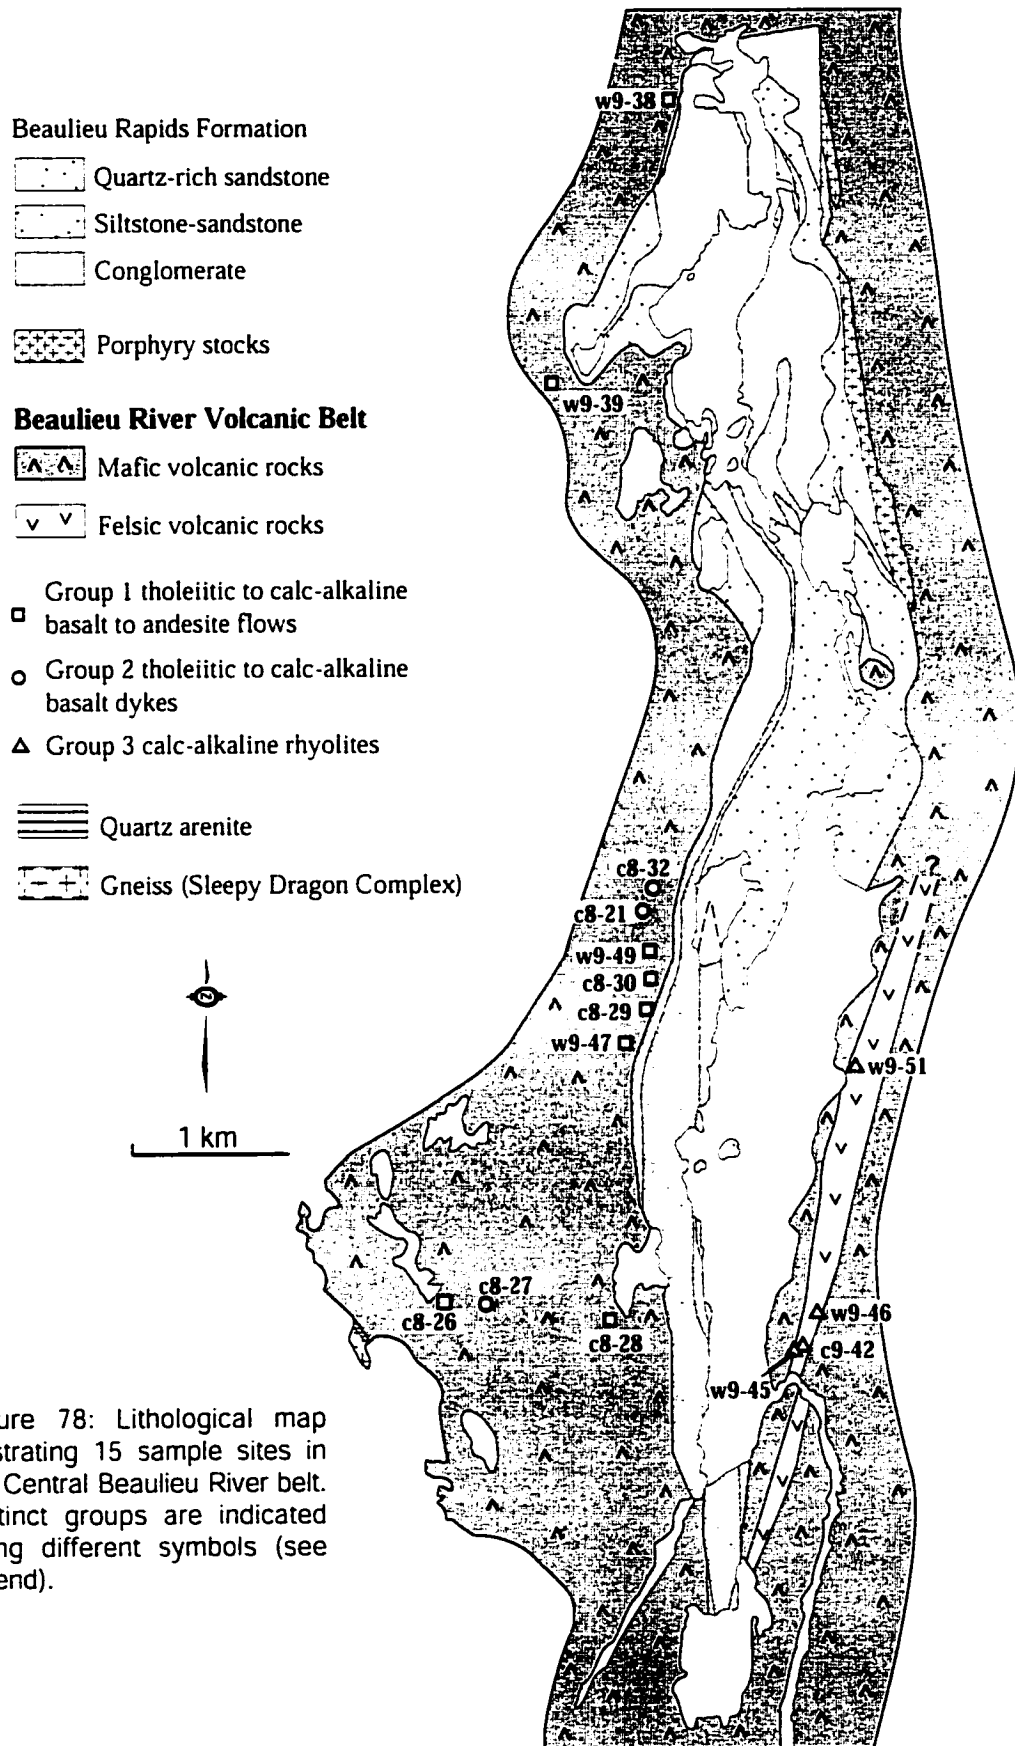 Beaulieu Rapids Formation
Quartz-rich sandstone
Siltstone-sandstone
Conglomerate
Porphyry stocks
Beaulieu River Volcanic Belt
Mafic volcanic rocks
Felsic volcanic rocks
Group 1 tholeiitic to calc-alkaline
basalt to andesite flows
Group 2 tholeiitic to calc-alkaline
basalt dykes
Group 3 calc-alkaline rhyolites
Quartz arenite
Gneiss (Sleepy Dragon Complex)
N
1 km
w9-38
w9-39
c8-32
c8-21
w9-49
c8-30
c8-29
w9-47
?
w9-51
c8-27
c8-26
c8-28
w9-46
c9-42
w9-45
ure 78: Lithological map
strating 15 sample sites in
Central Beaulieu River belt.
tinct groups are indicated
ng different symbols (see
end).